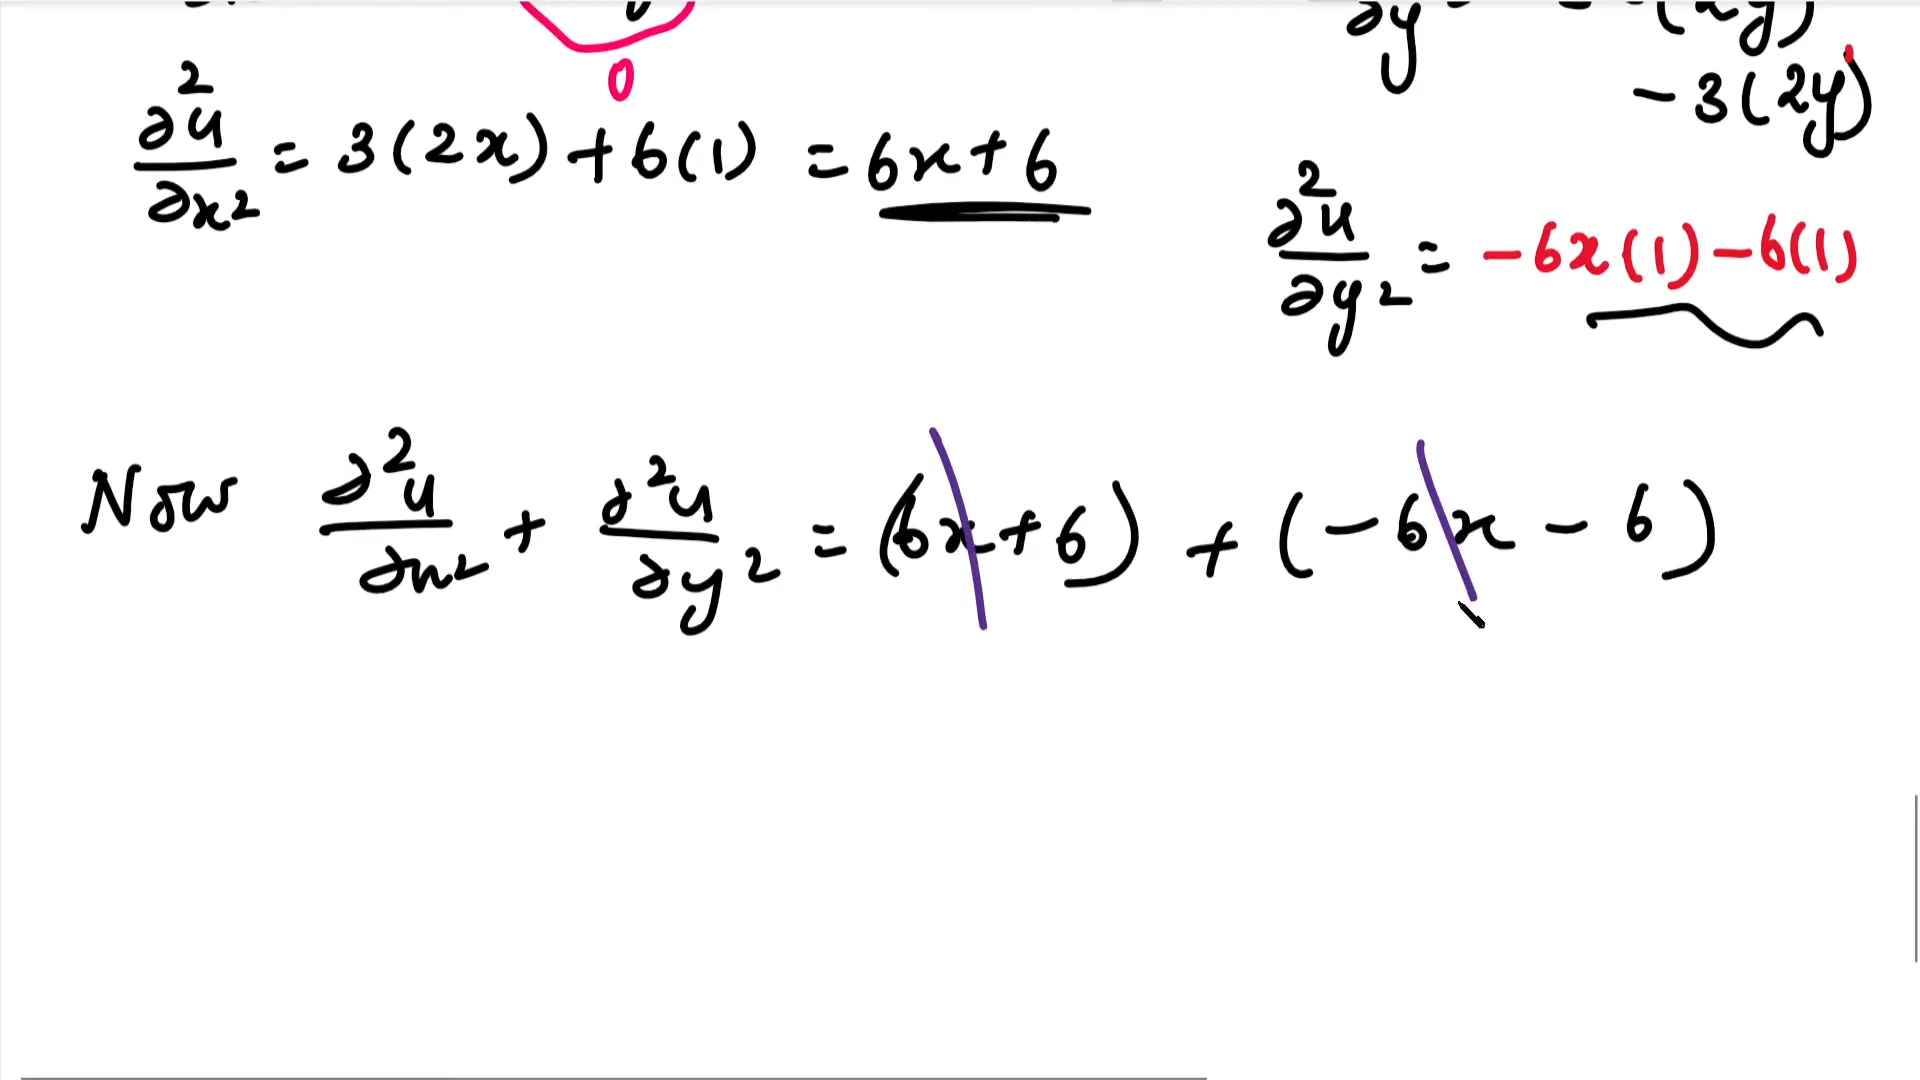 ∂y = (xy)
0
- 3(2y)
∂²u/∂x² = 3(2x) + 6(1) = 6x + 6
∂²u/∂y² = -6x(1) - 6(1)
Now ∂²u/∂x² + ∂²u/∂y² = (6x + 6) + (-6x - 6)